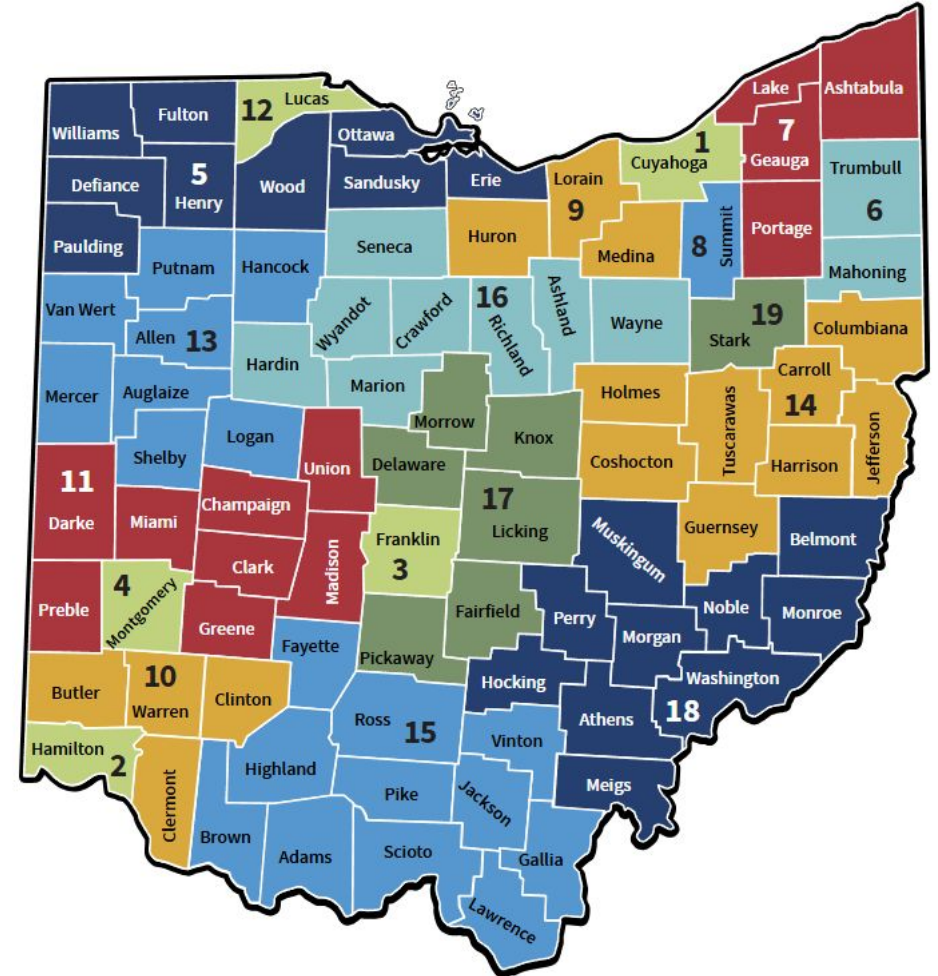 Lake
Ashtabula
12
Lucas
Fulton
Williams
Ottawa
7
1
Cuyahoga
Geauga
Trumbull
5
Henry
Defiance
Wood
Sandusky
Erie
Lorain
9
6
Huron
Medina
8
Summit
Portage
Paulding
Seneca
Putnam
Hancock
Mahoning
Van Wert
Allen
13
Wyandot
Crawford
16
Richland
Ashland
Wayne
19
Stark
Columbiana
Hardin
Marion
Carroll
14
Mercer
Auglaize
Holmes
Tuscarawas
Morrow
Knox
Jefferson
Logan
Shelby
Union
Delaware
Coshocton
Harrison
11
Darke
Miami
Champaign
17
Licking
Muskingum
Guernsey
Belmont
Franklin
3
Clark
Madison
4
Montgomery
Preble
Greene
Fairfield
Perry
Noble
Monroe
Morgan
Fayette
Pickaway
Hocking
Washington
18
Butler
10
Warren
Clinton
Ross
15
Athens
Vinton
Hamilton
2
Highland
Clermont
Pike
Jackson
Meigs
Brown
Adams
Scioto
Gallia
Lawrence